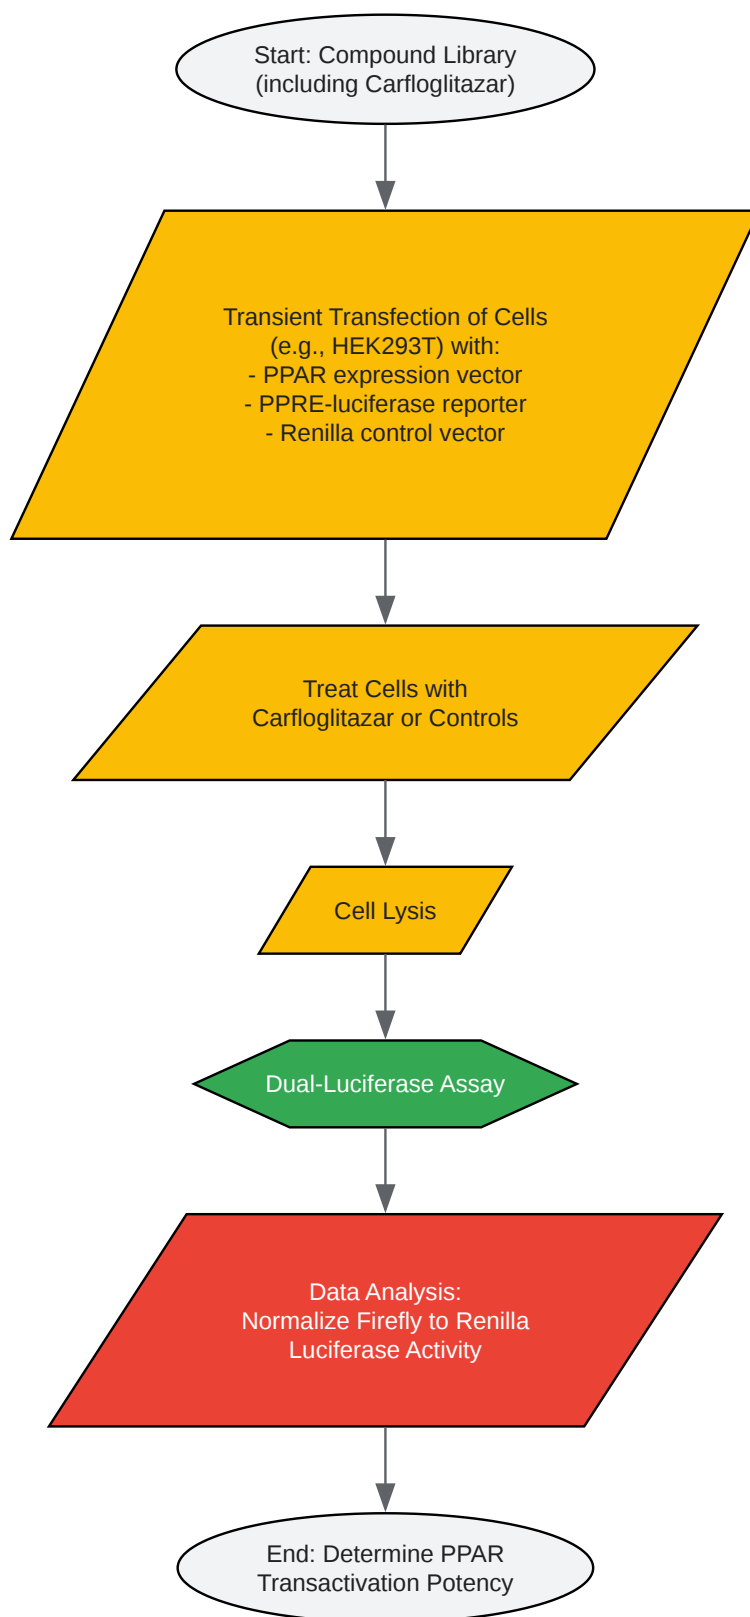 Start: Compound Library
(including Carfloglitazar)
Transient Transfection of Cells
(e.g., HEK293T) with:
- PPAR expression vector
- PPRE-luciferase reporter
- Renilla control vector
Treat Cells with
Carfloglitazar or Controls
Cell Lysis
Dual-Luciferase Assay
Data Analysis:
Normalize Firefly to Renilla
Luciferase Activity
End: Determine PPAR
Transactivation Potency